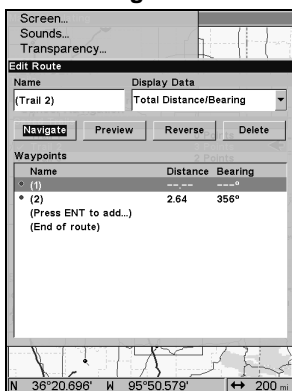 Screen...
Sounds...
Transparency...
Edit Route
Name Display Data
(Trail 2) Total Distance/Bearing
Navigate Preview Reverse Delete
Waypoints
Name Distance Bearing
(1) --.-- ---°
(2) 2.64 356°
(Press ENT to add...)
(End of route)
N 36°20.696' W 95°50.579' ↔ 200 mi